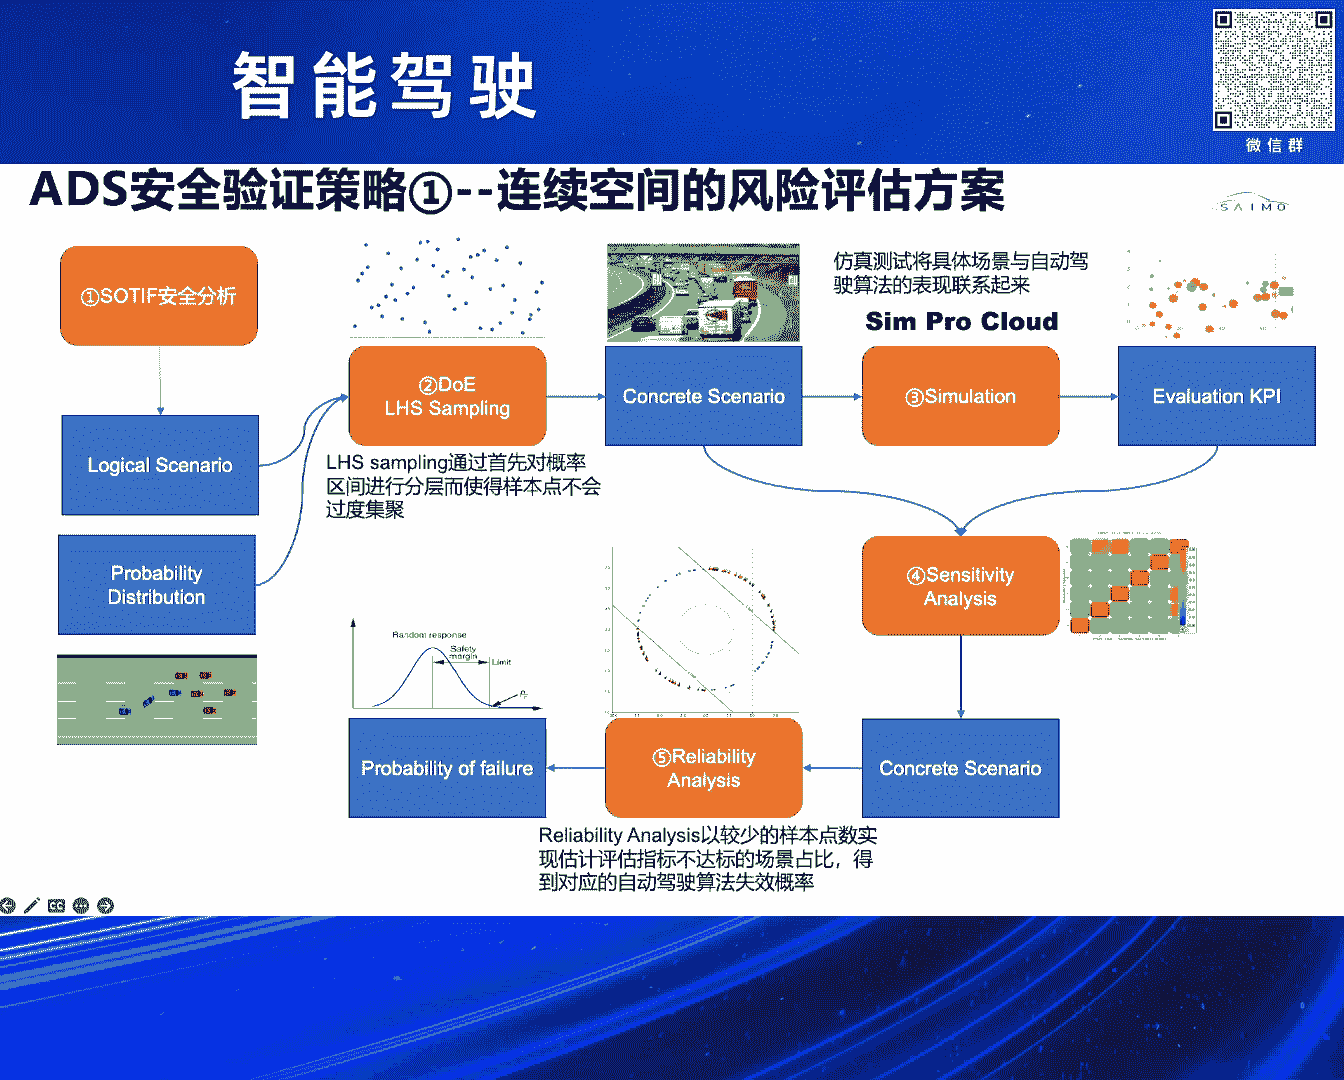 智能驾驶
微信群
ADS安全验证策略①--连续空间的风险评估方案
SAIMO
①SOTIF安全分析
Logical Scenario
Probability
Distribution
②DoE
LHS Sampling
LHS sampling通过首先对概率
区间进行分层而使得样本点不会
过度集聚
Concrete Scenario
仿真测试将具体场景与自动驾
驶算法的表现联系起来
Sim Pro Cloud
③Simulation
Evaluation KPI
④Sensitivity
Analysis
Concrete Scenario
⑤Reliability
Analysis
Reliability Analysis以较少的样本点数实
现估计评估指标不达标的场景占比，得
到对应的自动驾驶算法失效概率
Random response
Safety
margin
Limit
Probability of failure